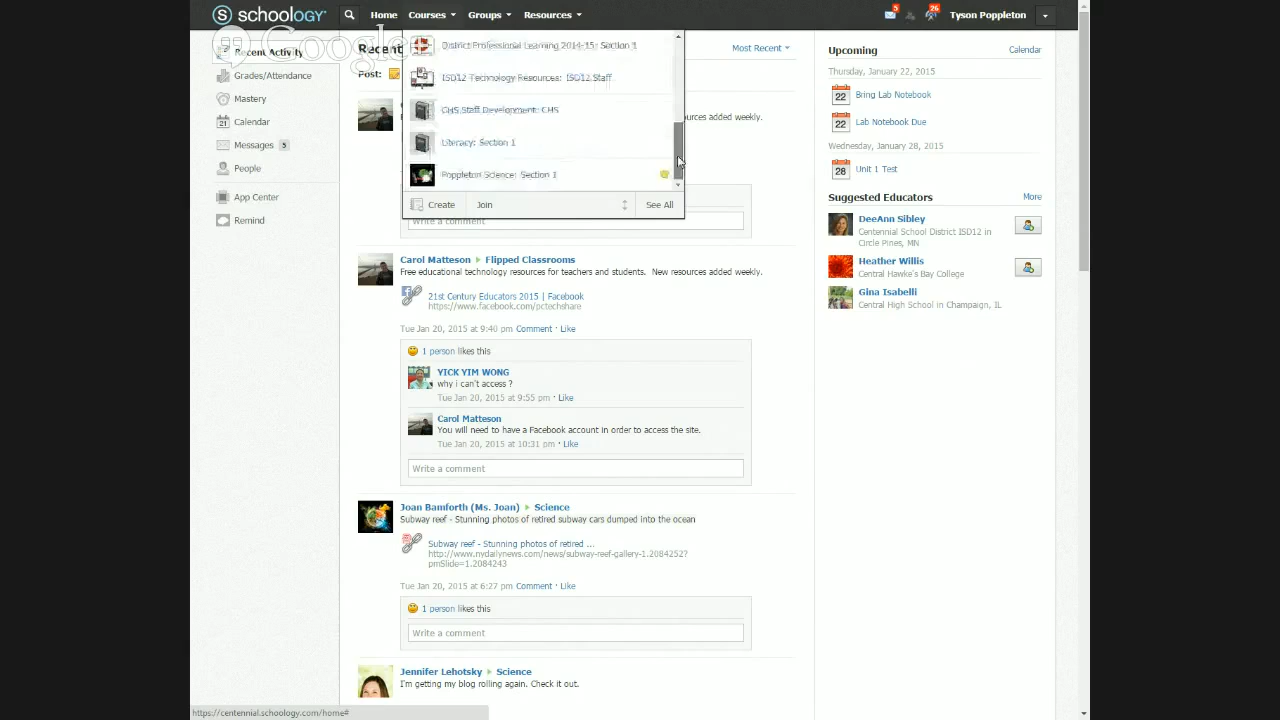 schoology®
Home
Courses
Groups
Resources
5
26
Tyson Poppleton
Google
Recent Activity
Grades/Attendance
Mastery
21
Calendar
Messages 5
People
App Center
Remind
Recent
Most Recent
Post:
District Professional Learning 2014-15: Section 1
ISD12 Technology Resources: ISD12 Staff
CHS Staff Development: CHS
Literacy: Section 1
Poppleton Science: Section 1
Create
Join
See All
ources added weekly.
Write a comment
Carol Matteson Flipped Classrooms
Free educational technology resources for teachers and students. New resources added weekly.
21st Century Educators 2015 | Facebook
https://www.facebook.com/pctechshare
Tue Jan 20, 2015 at 9:40 pm Comment · Like
1 person likes this
YICK YIM WONG
why i can't access ?
Tue Jan 20, 2015 at 9:55 pm · Like
Carol Matteson
You will need to have a Facebook account in order to access the site.
Tue Jan 20, 2015 at 10:31 pm · Like
Write a comment
Joan Bamforth (Ms. Joan) Science
Subway reef - Stunning photos of retired subway cars dumped into the ocean
Subway reef - Stunning photos of retired ...
http://www.nydailynews.com/news/subway-reef-gallery-1.2084252?
pmSlide=1.2084243
Tue Jan 20, 2015 at 6:27 pm Comment · Like
1 person likes this
Write a comment
Jennifer Lehotsky Science
I'm getting my blog rolling again. Check it out.
Upcoming
Calendar
Thursday, January 22, 2015
22 Bring Lab Notebook
22 Lab Notebook Due
Wednesday, January 28, 2015
28 Unit 1 Test
Suggested Educators
More
DeeAnn Sibley
Centennial School District ISD12 in
Circle Pines, MN
Heather Willis
Central Hawke's Bay College
Gina Isabelli
Central High School in Champaign, IL
https://centennial.schoology.com/home#